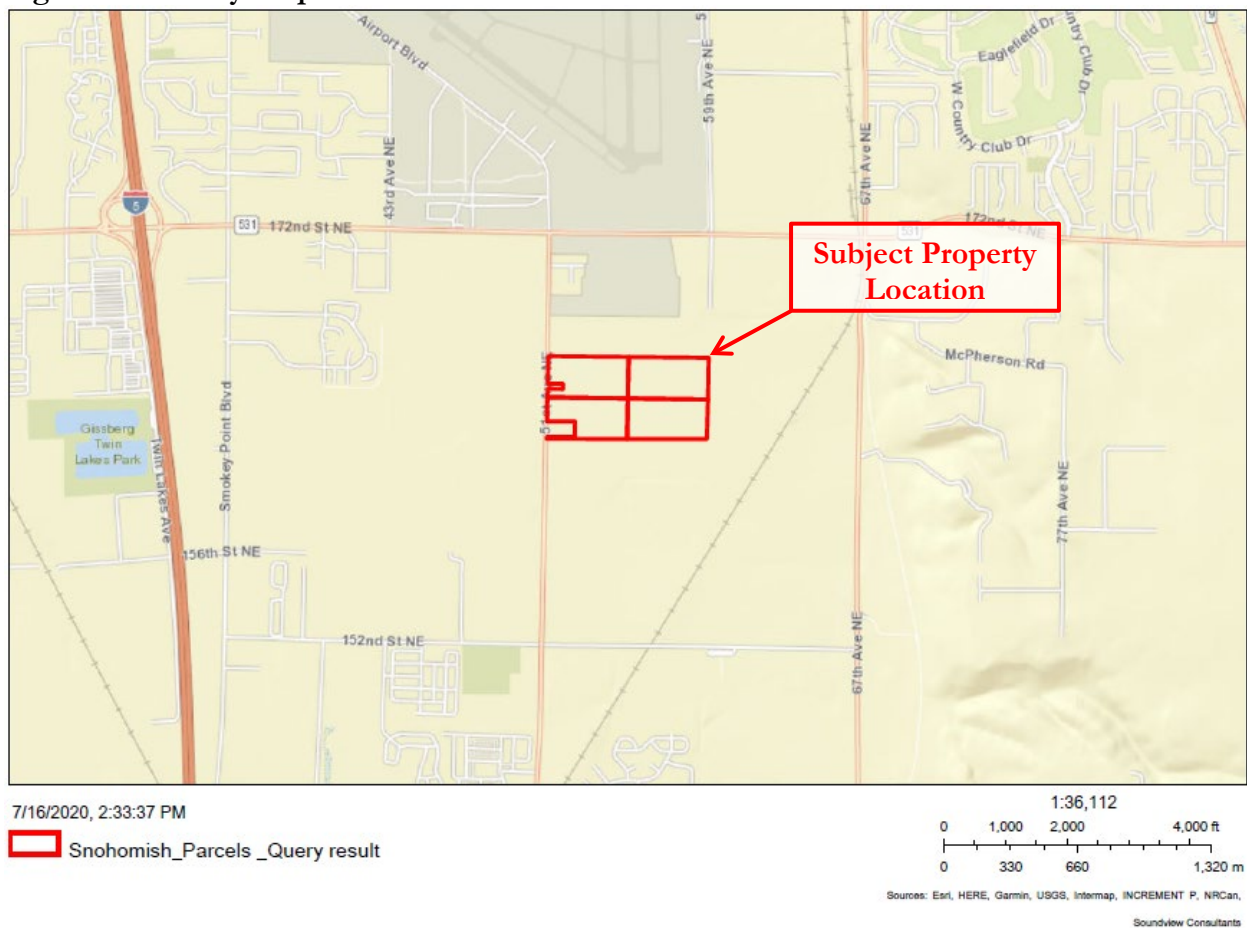 Airport Blvd
59th Ave NE
Eaglefield Dr
W Country Club Dr
43rd Ave NE
67th Ave NE
5
531
172nd St NE
531
172nd St NE
Subject Property
Location
51st Ave NE
McPherson Rd
Gissberg
Twin
Lakes Park
Twin Lakes Ave
Smokey Point Blvd
77th Ave NE
156th St NE
152nd St NE
67th Ave NE
7/16/2020, 2:33:37 PM
Snohomish_Parcels _Query result
1:36,112
0 1,000 2,000 4,000 ft
0 330 660 1,320 m
Sources: Esri, HERE, Garmin, USGS, Intermap, INCREMENT P, NRCan,
Soundview Consultants